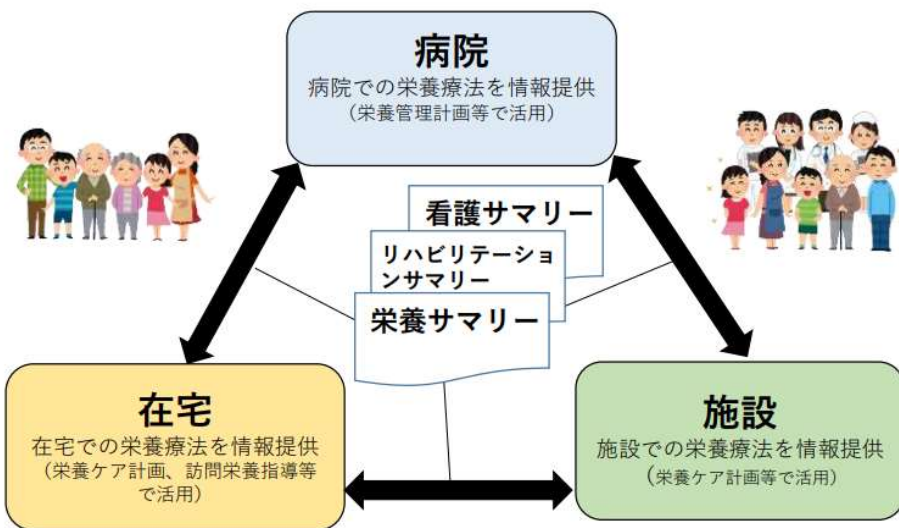 病院
病院での栄養療法を情報提供
(栄養管理計画等で活用)
看護サマリー
リハビリテーショ
ンサマリー
栄養サマリー
在宅
在宅での栄養療法を情報提供
(栄養ケア計画、訪問栄養指導等
で活用)
施設
施設での栄養療法を情報提供
(栄養ケア計画等で活用)